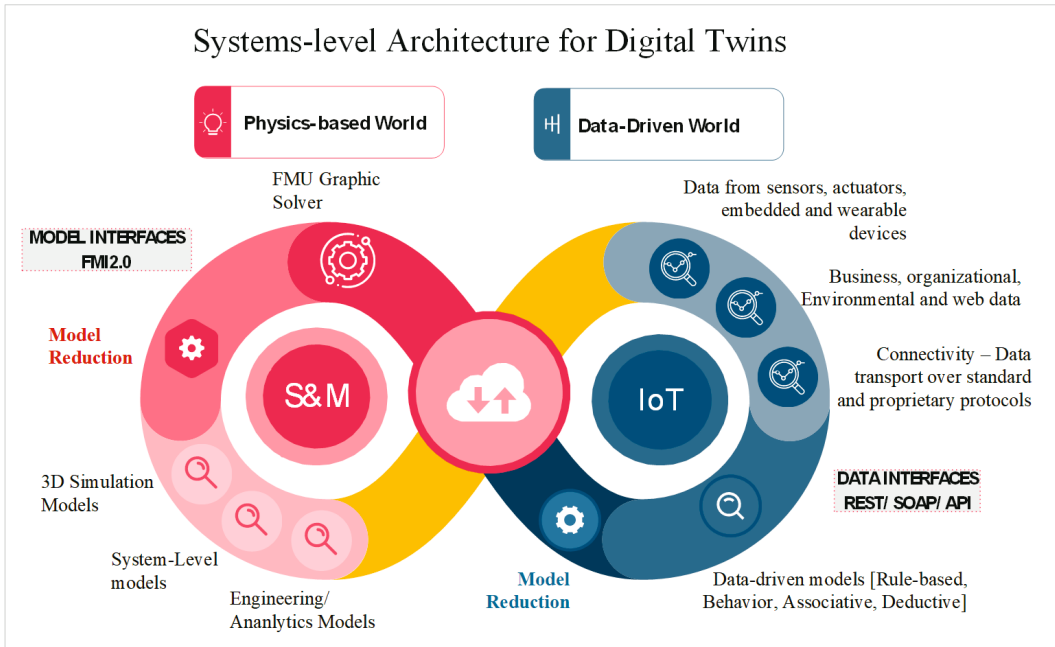 Systems-level Architecture for Digital Twins
Physics-based World
Data-Driven World
FMU Graphic
Solver
MODEL INTERFACES
FMI2.0
Model
Reduction
S&M
3D Simulation
Models
System-Level
models
Engineering/
Ananlytics Models
Data from sensors, actuators,
embedded and wearable
devices
Business, organizational,
Environmental and web data
Connectivity – Data
transport over standard
and proprietary protocols
IoT
DATA INTERFACES
REST/ SOAP/ API
Model
Reduction
Data-driven models [Rule-based,
Behavior, Associative, Deductive]